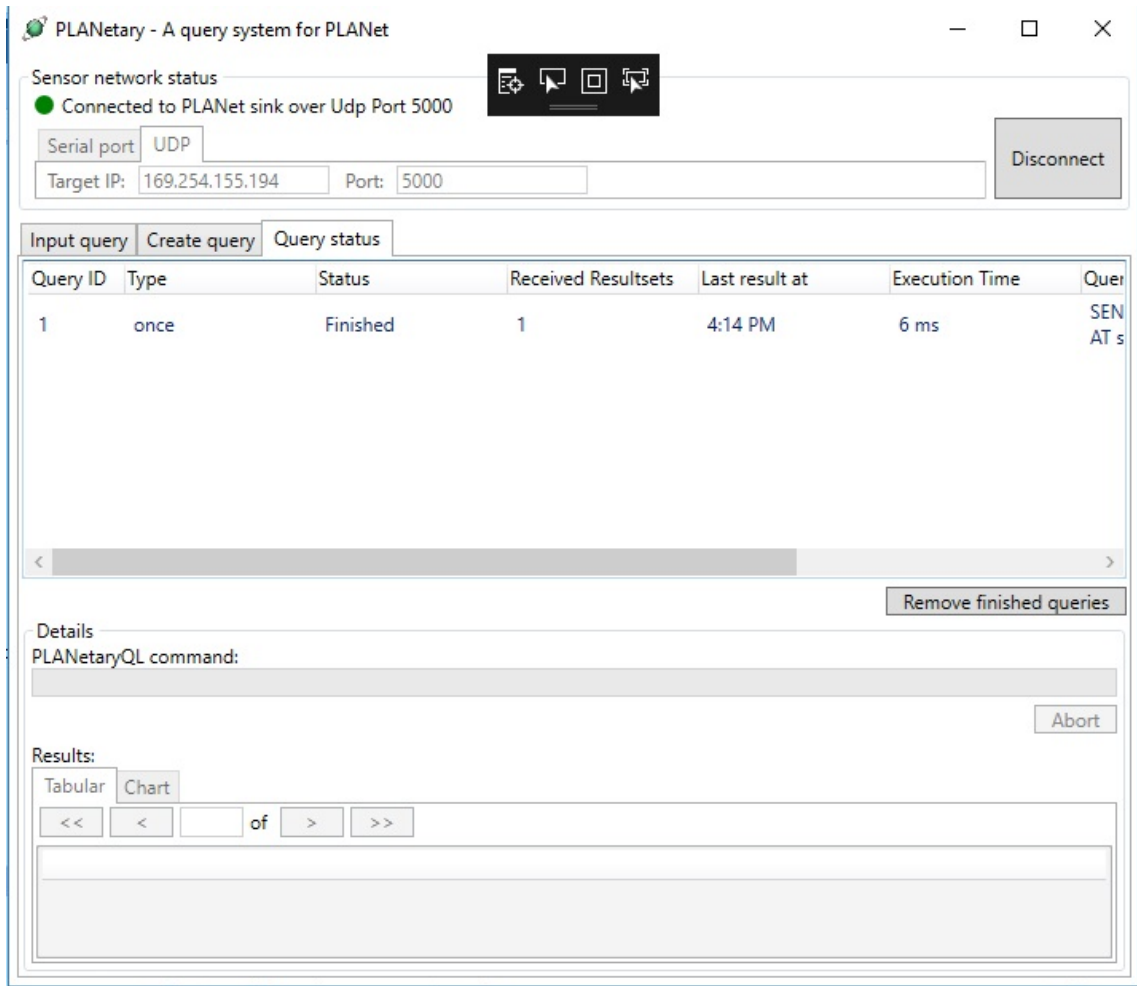 PLANetary - A query system for PLANet
Sensor network status
Connected to PLANet sink over Udp Port 5000
Serial port UDP
Disconnect
Target IP: 169.254.155.194 Port: 5000
Input query Create query Query status
Query ID Type Status Received Resultsets Last result at Execution Time Quer
1 once Finished 1 4:14 PM 6 ms SEN
AT s
< >
Remove finished queries
Details
PLANetaryQL command:
Abort
Results:
Tabular Chart
<< < of > >>